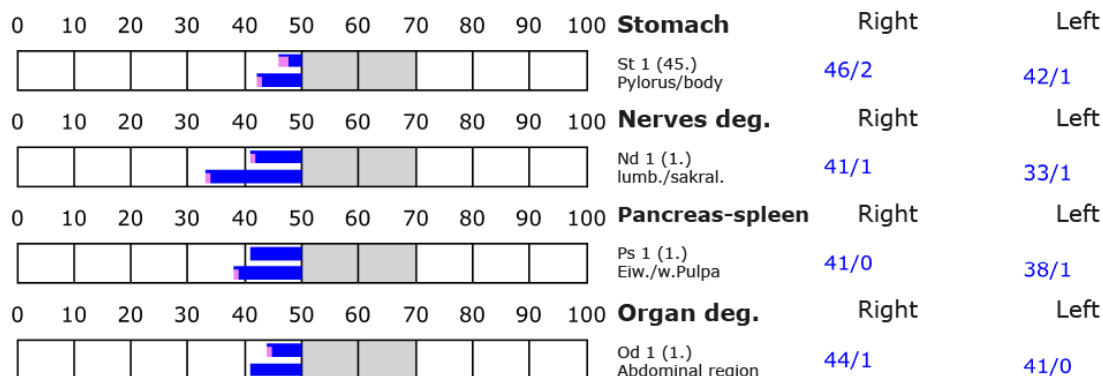 0 10 20 30 40 50 60 70 80 90 100 Stomach Right Left
St 1 (45.)
Pylorus/body
46/2 42/1
0 10 20 30 40 50 60 70 80 90 100 Nerves deg. Right Left
Nd 1 (1.)
lumb./sakral.
41/1 33/1
0 10 20 30 40 50 60 70 80 90 100 Pancreas-spleen Right Left
Ps 1 (1.)
Eiw./w.Pulpa
41/0 38/1
0 10 20 30 40 50 60 70 80 90 100 Organ deg. Right Left
Od 1 (1.)
Abdominal region
44/1 41/0